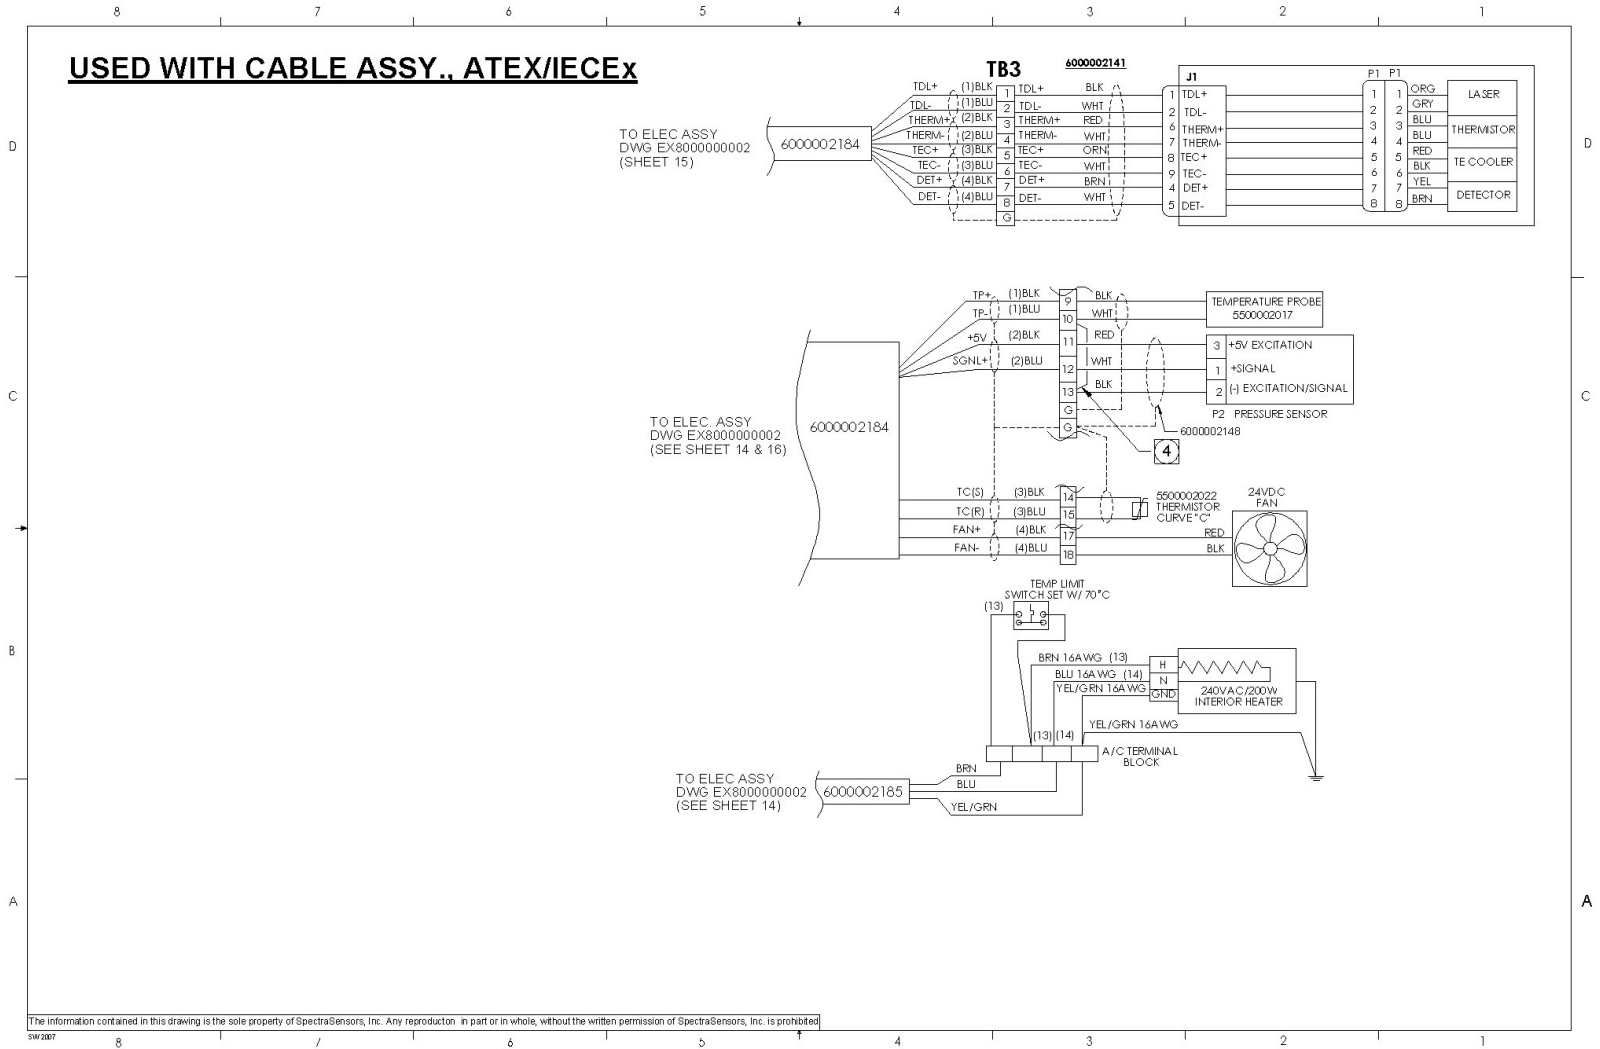 8 7 6 5 4 3 2 1
USED WITH CABLE ASSY., ATEX/IECEx
D
D
TB3
6000002141
TO ELEC ASSY
DWG EX8000000002
(SHEET 15)
6000002184
TDL+ (1)BLK 1 TDL+ BLK
TDL- (1)BLU 2 TDL- WHT
THERM+ (2)BLK 3 THERM+ RED
THERM- (2)BLU 4 THERM- WHT
TEC+ (3)BLK 5 TEC+ ORN
TEC- (3)BLU 6 TEC- WHT
DET+ (4)BLK 7 DET+ BRN
DET- (4)BLU 8 DET- WHT
G
J1
1 TDL+
2 TDL-
6 THERM+
7 THERM-
8 TEC+
9 TEC-
4 DET+
5 DET-
P1 P1
1 1 ORG
2 2 GRY
3 3 BLU
4 4 BLU
5 5 RED
6 6 BLK
7 7 YEL
8 8 BRN
LASER
THERMISTOR
TE COOLER
DETECTOR
C
C
TO ELEC. ASSY
DWG EX8000000002
(SEE SHEET 14 & 16)
6000002184
TP+ (1)BLK 9 BLK
TP- (1)BLU 10 WHT
+5V (2)BLK 11 RED
SGNL+ (2)BLU 12 WHT
13 BLK
G
G
TEMPERATURE PROBE
5500002017
3 +5V EXCITATION
1 +SIGNAL
2 (-) EXCITATION/SIGNAL
P2 PRESSURE SENSOR
6000002148
4
TC(S) (3)BLK 14
TC(R) (3)BLU 15
FAN+ (4)BLK 17
FAN- (4)BLU 18
5500002022
THERMISTOR
CURVE "C"
24VDC
FAN
RED
BLK
B
TEMP LIMIT
SWITCH SET W/ 70°C
(13)
BRN 16AWG (13)
BLU 16AWG (14)
YEL/GRN 16AWG
H
N
GND
240VAC/200W
INTERIOR HEATER
YEL/GRN 16AWG
(13) (14)
A/C TERMINAL
BLOCK
TO ELEC ASSY
DWG EX8000000002
(SEE SHEET 14)
6000002185
BRN
BLU
YEL/GRN
A
A
The information contained in this drawing is the sole property of SpectraSensors, Inc. Any reproducton in part or in whole, without the written permission of SpectraSensors, Inc. is prohibited
SW2007
8 7 6 5 4 3 2 1